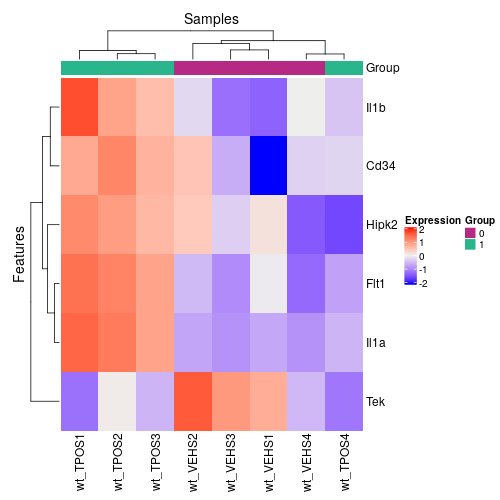 Samples
Group
Il1b
Cd34
Hipk2
Flt1
Il1a
Tek
Features
wt_TPOS1
wt_TPOS2
wt_TPOS3
wt_VEHS2
wt_VEHS3
wt_VEHS1
wt_VEHS4
wt_TPOS4
Expression
2
1
0
-1
-2
Group
0
1